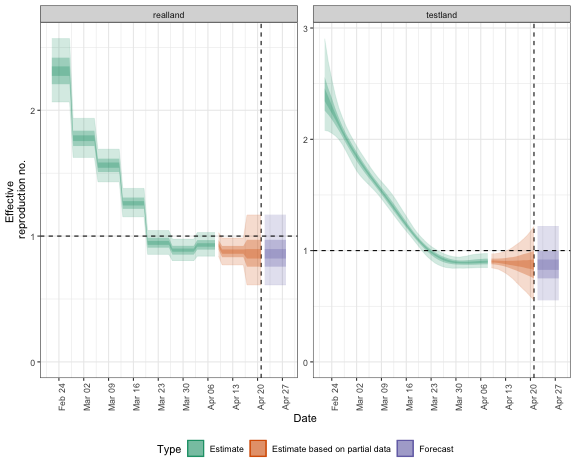 realland
testland
Effective
reproduction no.
2
1
0
3
2
1
0
Feb 24
Mar 02
Mar 09
Mar 16
Mar 23
Mar 30
Apr 06
Apr 13
Apr 20
Apr 27
Feb 24
Mar 02
Mar 09
Mar 16
Mar 23
Mar 30
Apr 06
Apr 13
Apr 20
Apr 27
Date
Type Estimate Estimate based on partial data Forecast